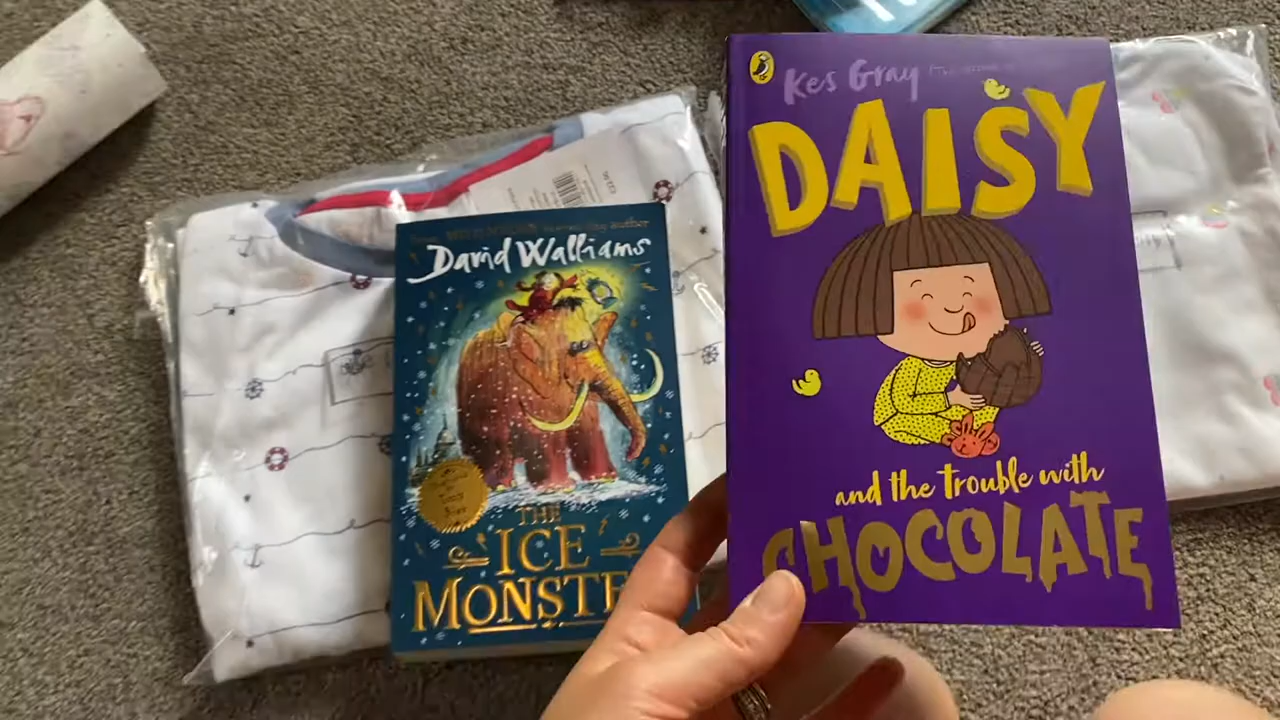 David Walliams
THE
ICE
MONSTE
Kes Gray
DAISY
and the trouble with
CHOCOLATE